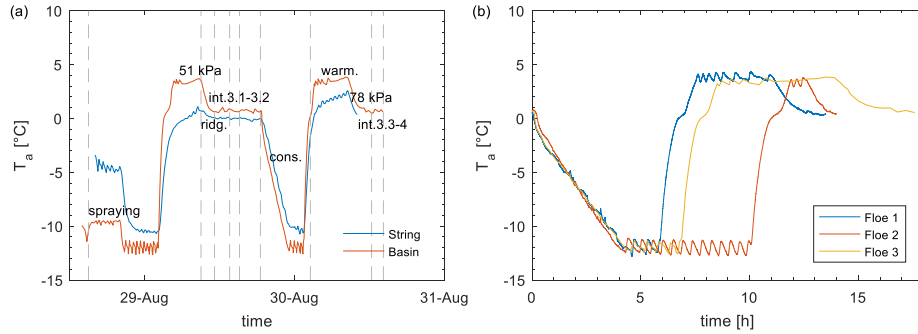 (a)
10
5
0
-5
-10
-15
T_a [°C]
51 kPa
warm.
int.3.1-3.2
78 kPa
ridg.
int.3.3-4
cons.
spraying
String
Basin
29-Aug
30-Aug
31-Aug
time
(b)
10
5
0
-5
-10
-15
T_a [°C]
Floe 1
Floe 2
Floe 3
0
5
10
15
time [h]